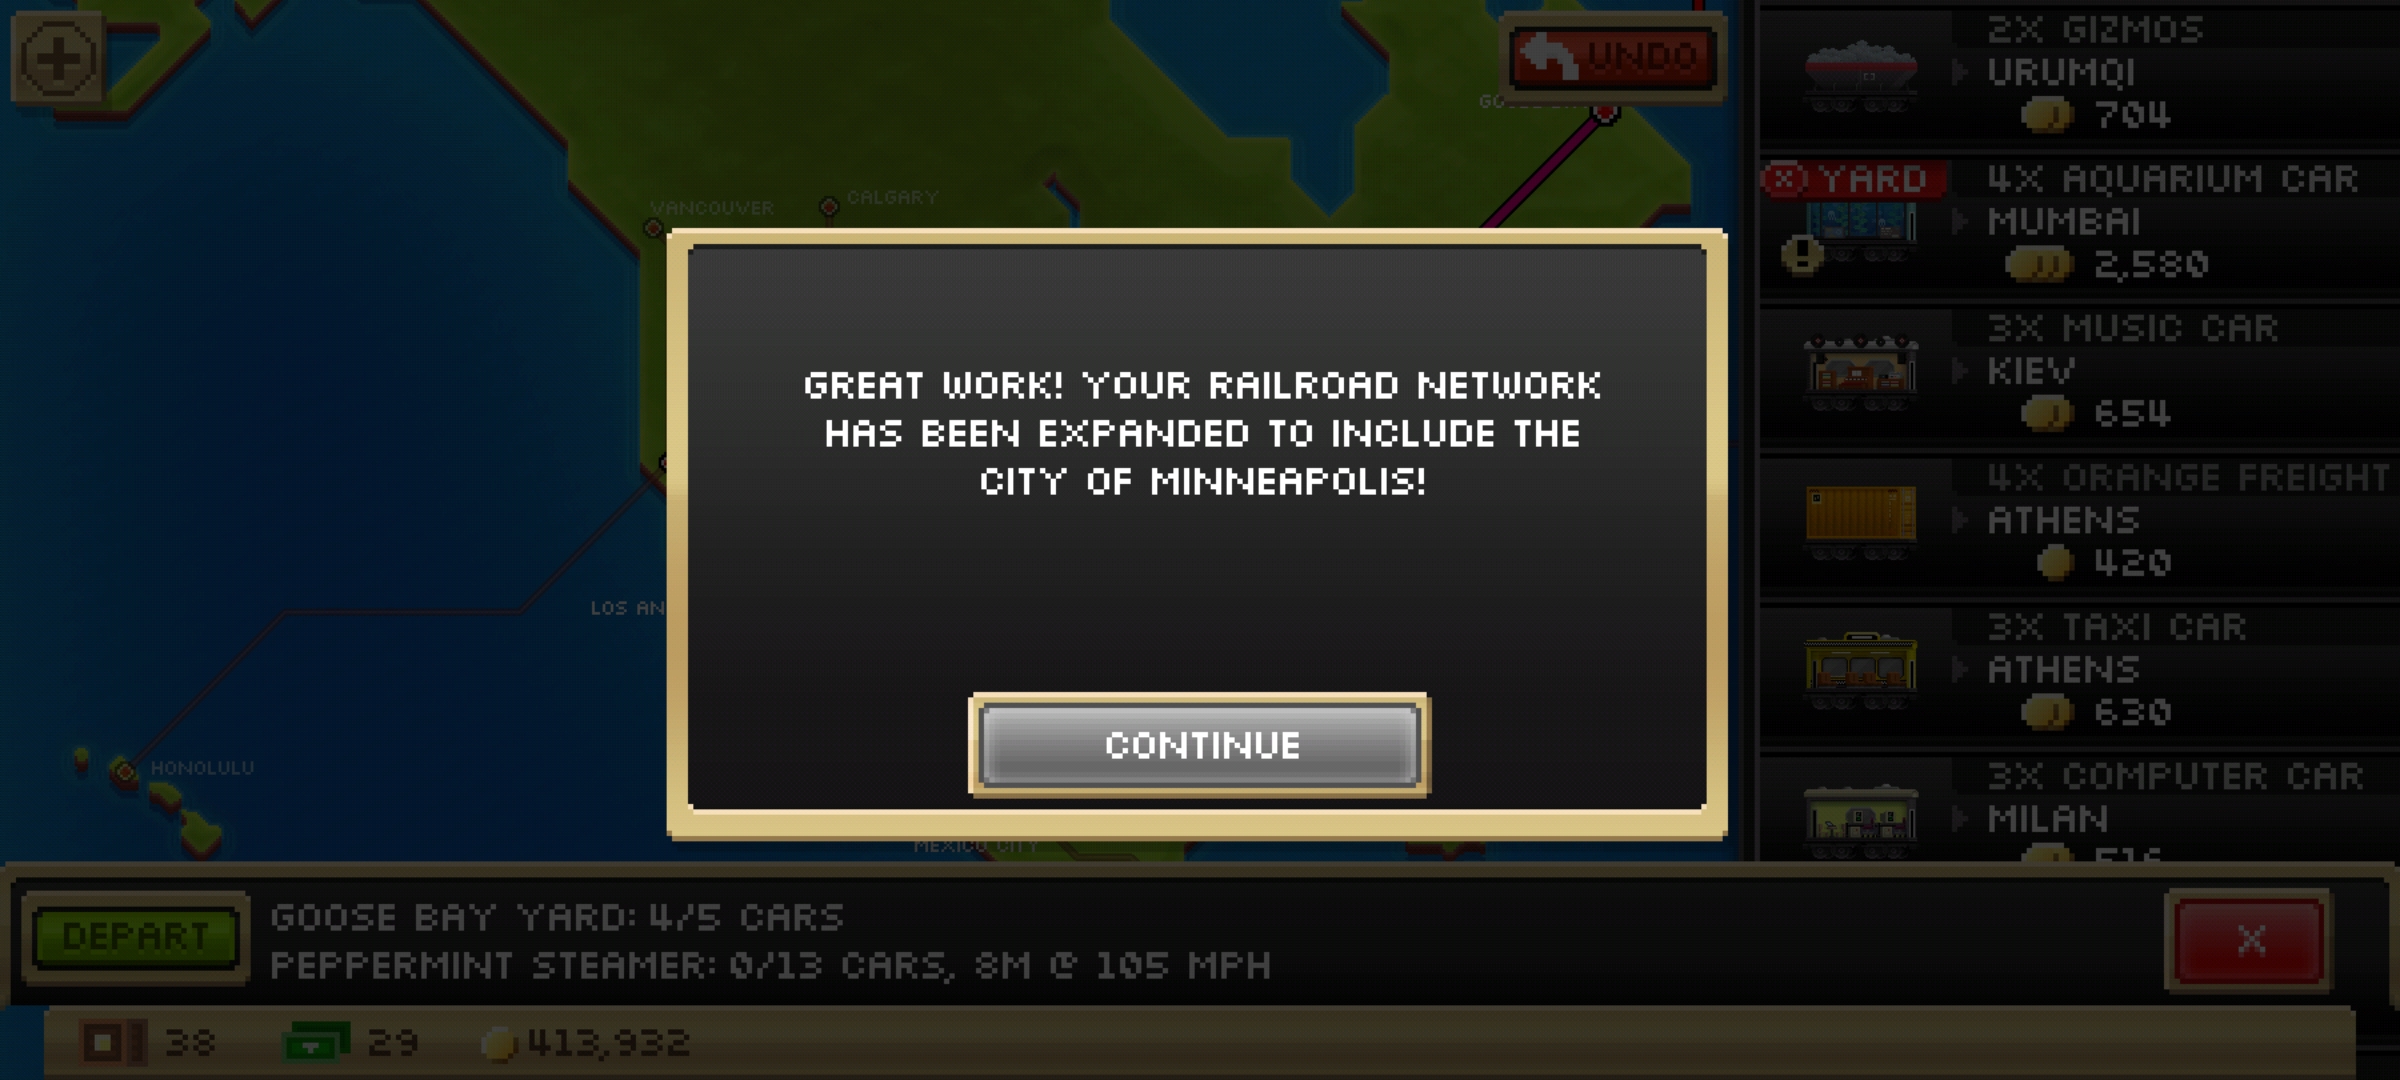 UNDO
VANCOUVER
CALGARY
LOS AN
HONOLULU
MEXICO CITY
GREAT WORK! YOUR RAILROAD NETWORK
HAS BEEN EXPANDED TO INCLUDE THE
CITY OF MINNEAPOLIS!
CONTINUE
2X GIZMOS
URUMQI
704
YARD
4X AQUARIUM CAR
MUMBAI
2,580
3X MUSIC CAR
KIEV
654
4X ORANGE FREIGHT
ATHENS
420
3X TAXI CAR
ATHENS
630
3X COMPUTER CAR
MILAN
516
DEPART
GOOSE BAY YARD: 4/5 CARS
PEPPERMINT STEAMER: 0/13 CARS, 8M @ 105 MPH
X
38
29
413,932